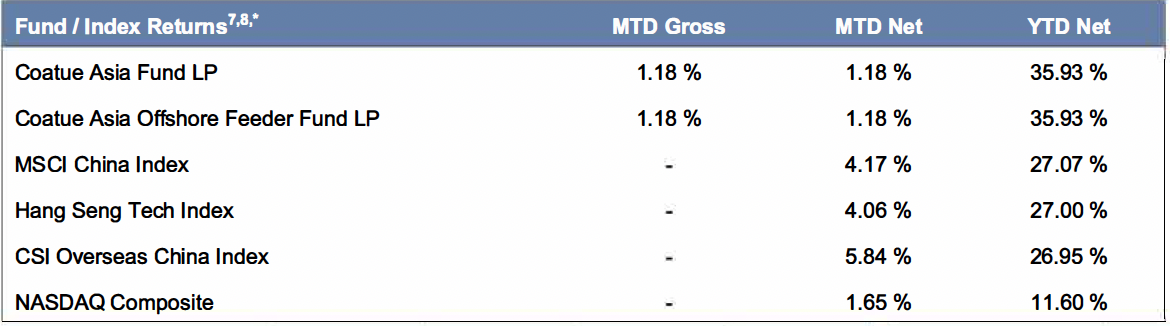 Fund / Index Returns7,8,* MTD Gross MTD Net YTD Net
Coatue Asia Fund LP 1.18 % 1.18 % 35.93 %
Coatue Asia Offshore Feeder Fund LP 1.18 % 1.18 % 35.93 %
MSCI China Index - 4.17 % 27.07 %
Hang Seng Tech Index - 4.06 % 27.00 %
CSI Overseas China Index - 5.84 % 26.95 %
NASDAQ Composite - 1.65 % 11.60 %